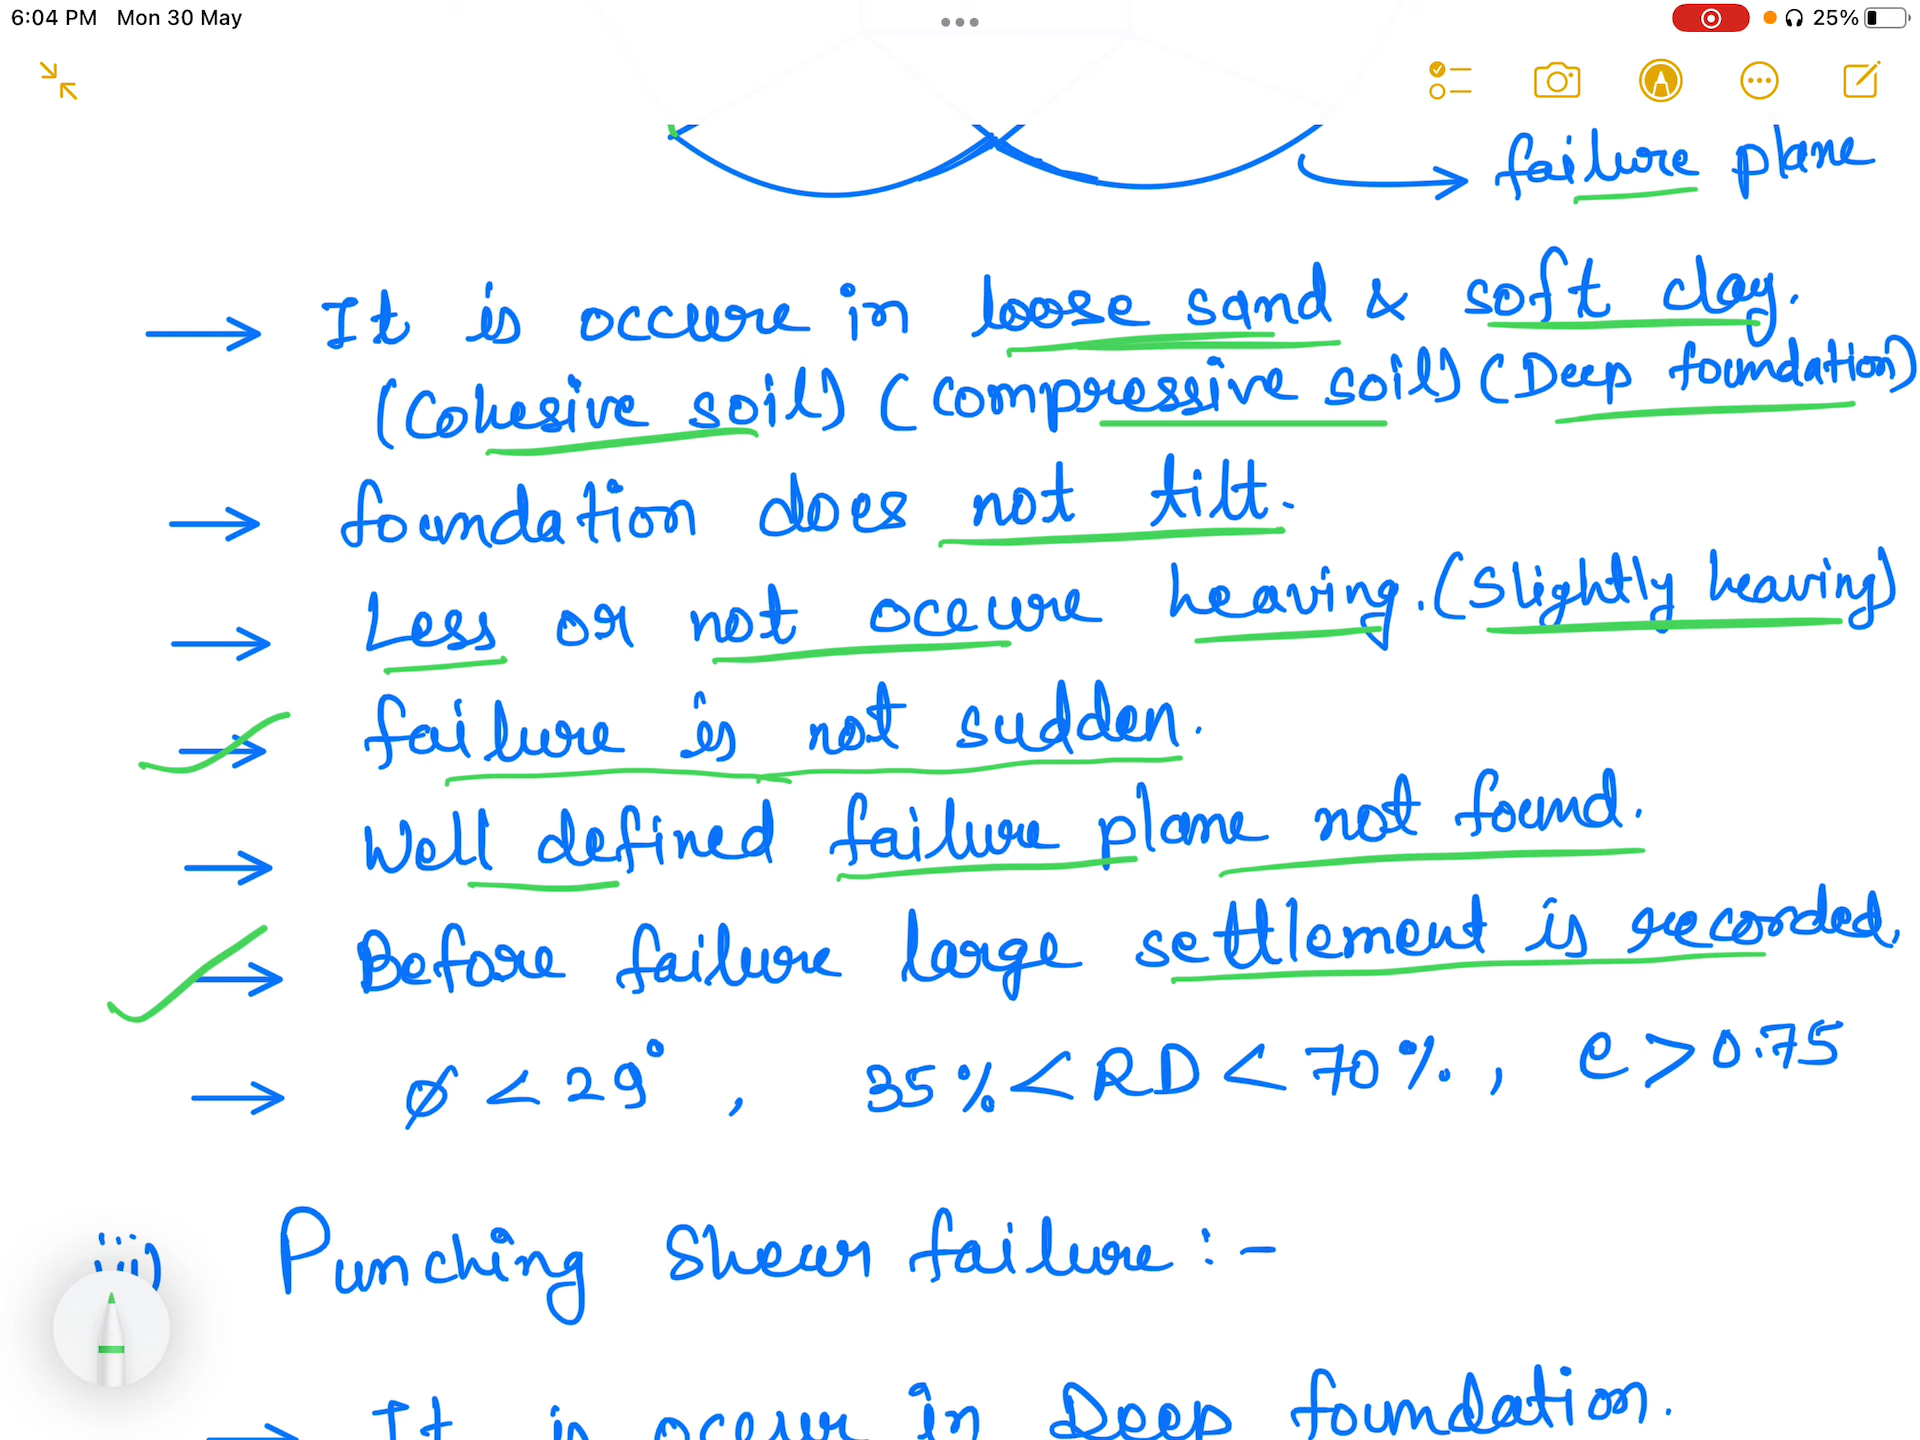 6:04 PM Mon 30 May
25%
failure plane
→ It is occure in loose sand & soft clay.
(Cohesive soil) (compressive soil) (Deep foundation)
→ foundation does not tilt.
→ Less or not occure heaving. (Slightly heaving)
→ failure is not sudden.
→ Well defined failure plane not found.
→ Before failure large settlement is recorded.
→ ø < 29°, 35% < RD < 70%, e > 0.75
iii) Punching Shear failure :-
→ It is occur in Deep foundation.